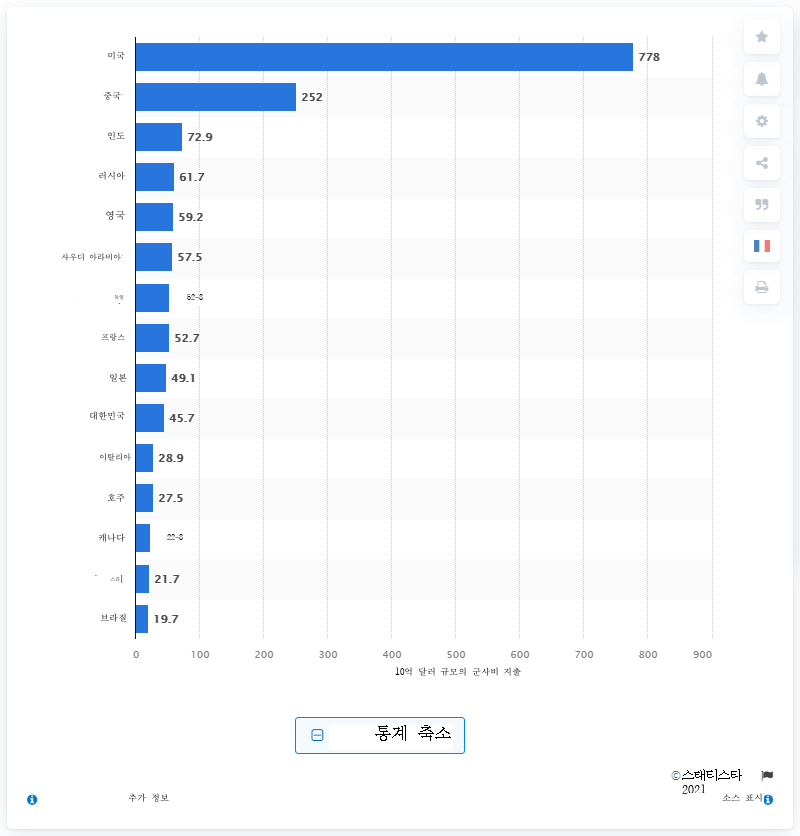 미국 778
중국 252
인도 72.9
러시아 61.7
영국 59.2
사우디 아라비아 57.5
독일 52-8
프랑스 52.7
일본 49.1
대한민국 45.7
이탈리아 28.9
호주 27.5
캐나다 22-8
21.7
브라질 19.7
0 100 200 300 400 500 600 700 800 900
10억 달러 규모의 군사비 지출
통계 축소
©스태티스타
2021
추가 정보 소스 표시